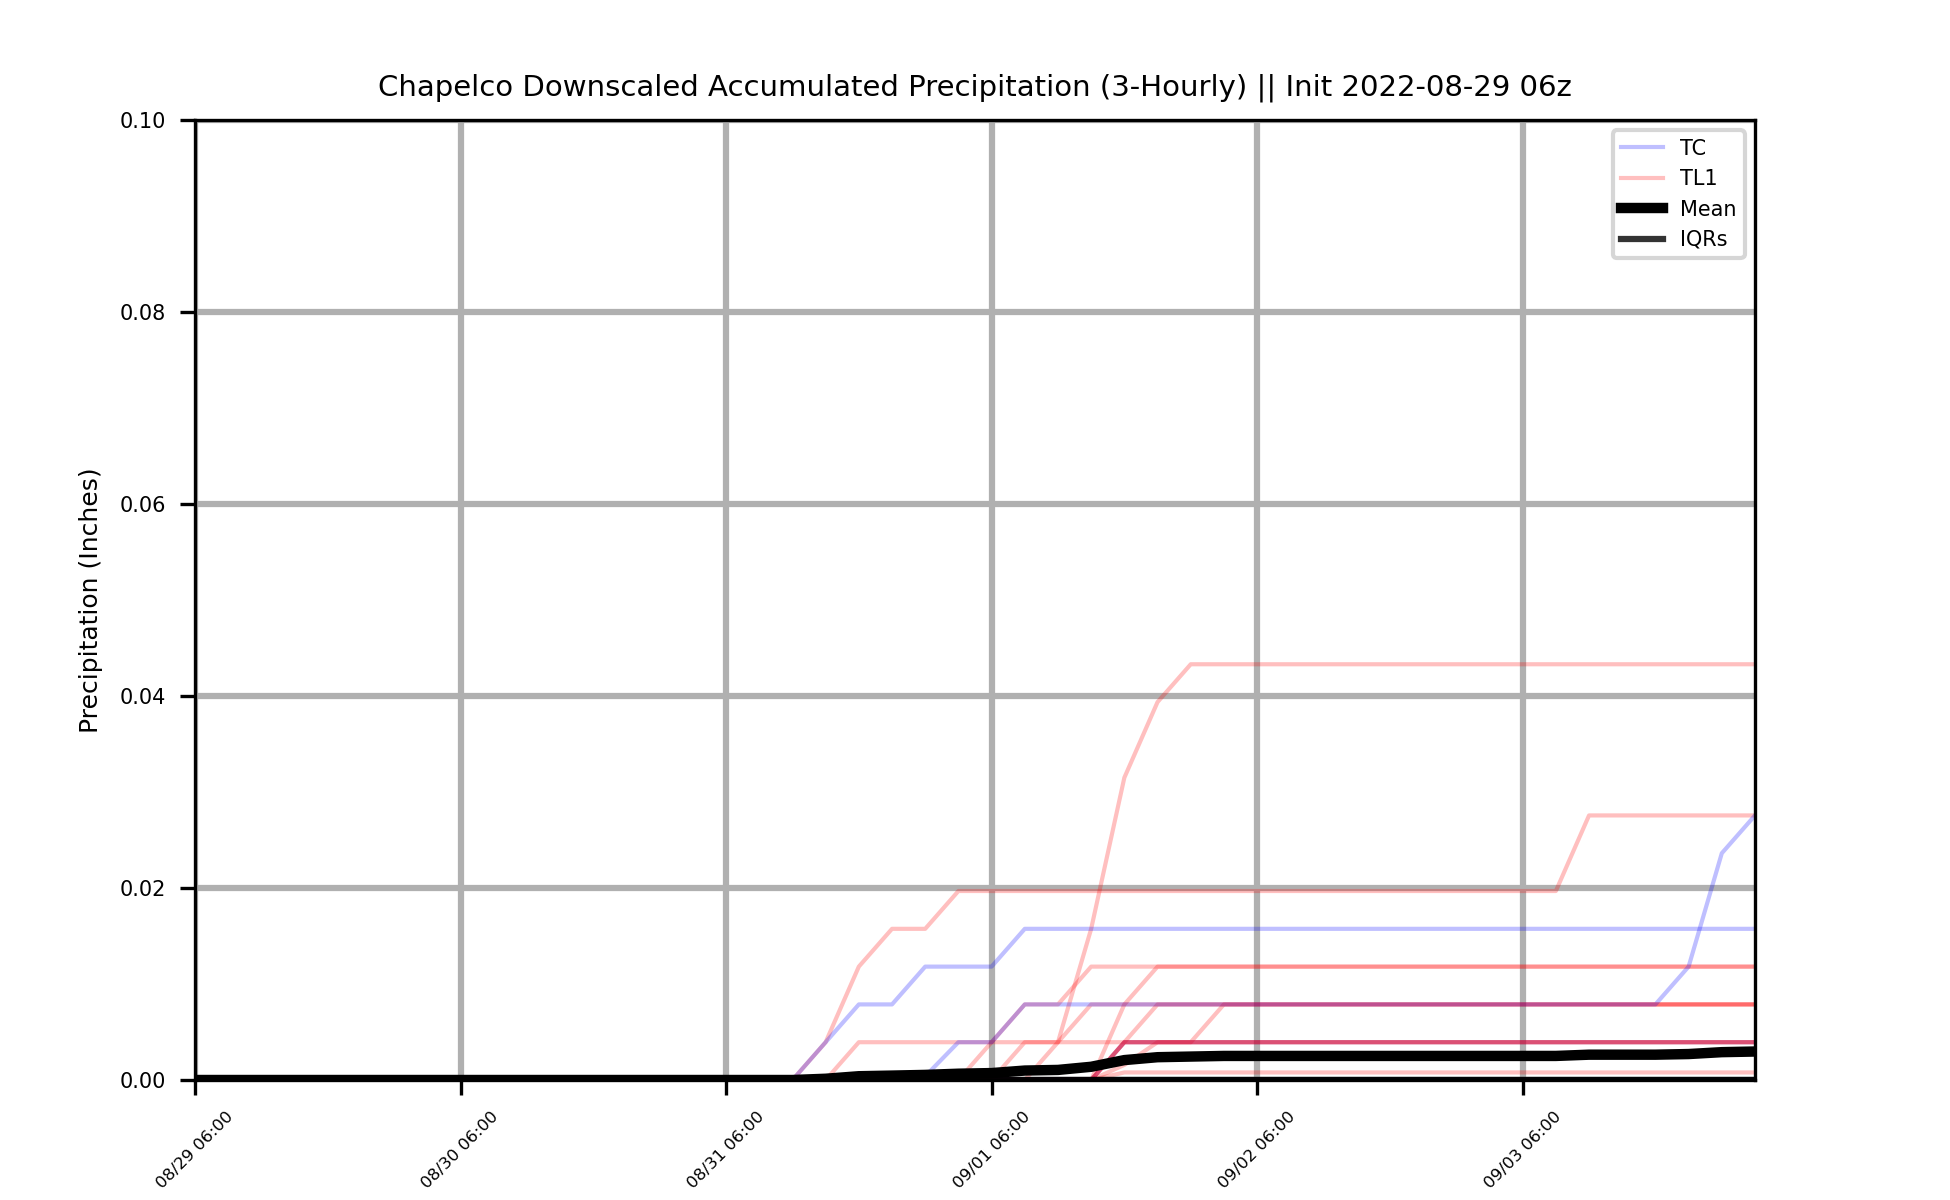 Chapelco Downscaled Accumulated Precipitation (3-Hourly) || Init 2022-08-29 06z
0.10
0.08
0.06
0.04
0.02
0.00
Precipitation (Inches)
TC
TL1
Mean
IQRs
08/29 06:00
08/30 06:00
08/31 06:00
09/01 06:00
09/02 06:00
09/03 06:00